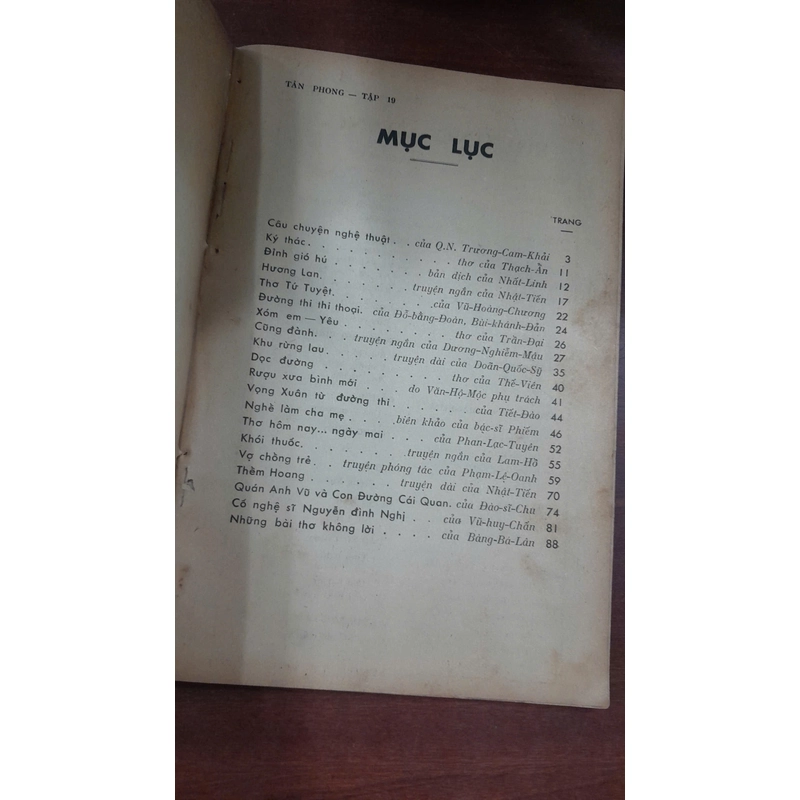 TÂN PHONG — TẬP 19
MỤC LỤC
TRANG
Câu chuyện nghệ thuật . . của Q.N. Trương-Cam-Khải 3
Ký thác . . . . . . . . . . . . thơ của Thạch-Ẩn 11
Đỉnh gió hú . . . . . . . . bản dịch của Nhất-Linh 12
Hương Lan. . . . . . . . truyện ngắn của Nhật-Tiến 17
Thơ Tứ Tuyệt. . . . . . . . . .của Vũ-Hoàng-Chương 22
Đường thi thi thoại. của Đỗ-bằng-Đoàn, Bùi-khánh-Đản 24
Xóm em — Yêu . . . . . . . . . thơ của Trần-Đại 26
Cũng đành. . . . truyện ngắn của Dương-Nghiễm-Mậu 27
Khu rừng lau . . . . . truyện dài của Doãn-Quốc-Sỹ 35
Dọc đường . . . . . . . . . . thơ của Thế-Viên 40
Rượu xưa bình mới . . . . do Văn-Hộ-Mộc phụ trách 41
Vọng Xuân từ đường thi . . . . . . của Tiết-Đào 44
Nghề làm cha mẹ . . . .biên khảo của bác-sĩ Phiếm 46
Thơ hôm nay... ngày mai . . . của Phan-Lạc-Tuyên 52
Khói thuốc. . . . . . . . .truyện ngắn của Lam-Hồ 55
Vợ chồng trẻ . . truyện phóng tác của Phạm-Lệ-Oanh 59
Thềm Hoang . . . . . . . truyện dài của Nhật-Tiến 70
Quán Anh Vũ và Con Đường Cái Quan. của Đào-sĩ-Chu 74
Cố nghệ sĩ Nguyễn đình Nghị . . của Vũ-huy-Chấn 81
Những bài thơ không lời . . . . của Bàng-Bá-Lân 88